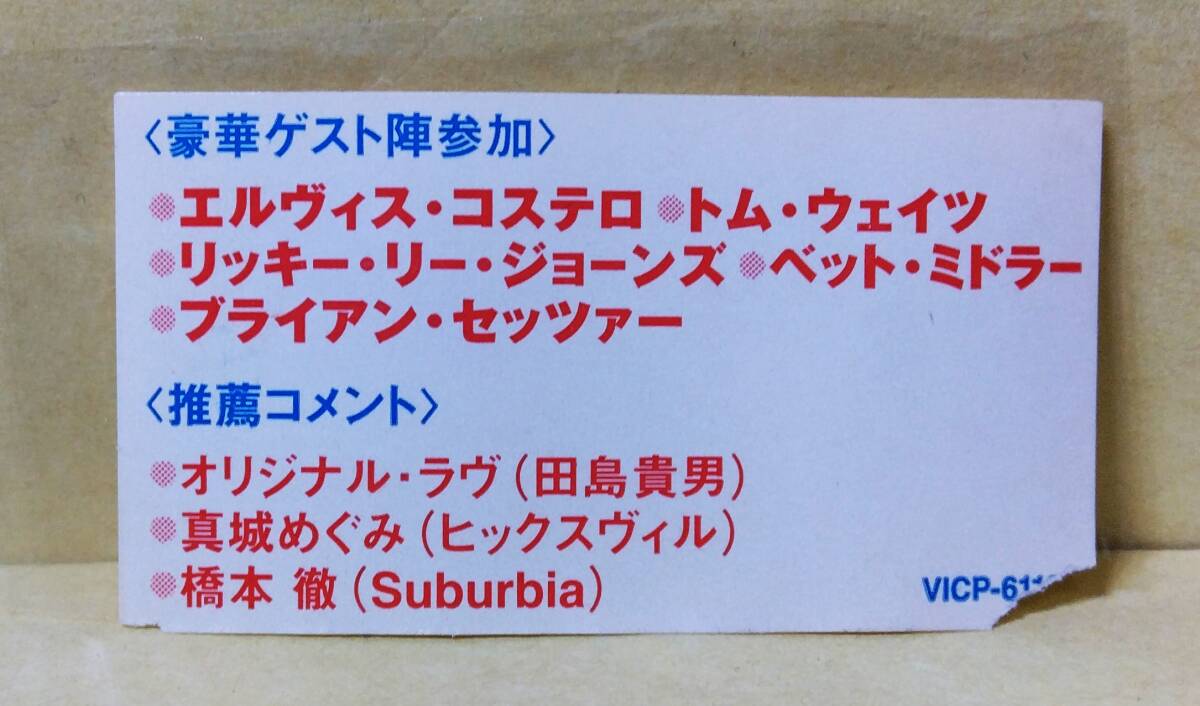 〈豪華ゲスト陣参加〉
●エルヴィス・コステロ ●トム・ウェイツ
●リッキー・リー・ジョーンズ ●ベット・ミドラー
●ブライアン・セッツァー
〈推薦コメント〉
●オリジナル・ラヴ(田島貴男)
●真城めぐみ(ヒックスヴィル)
●橋本 徹(Suburbia)
VICP-611